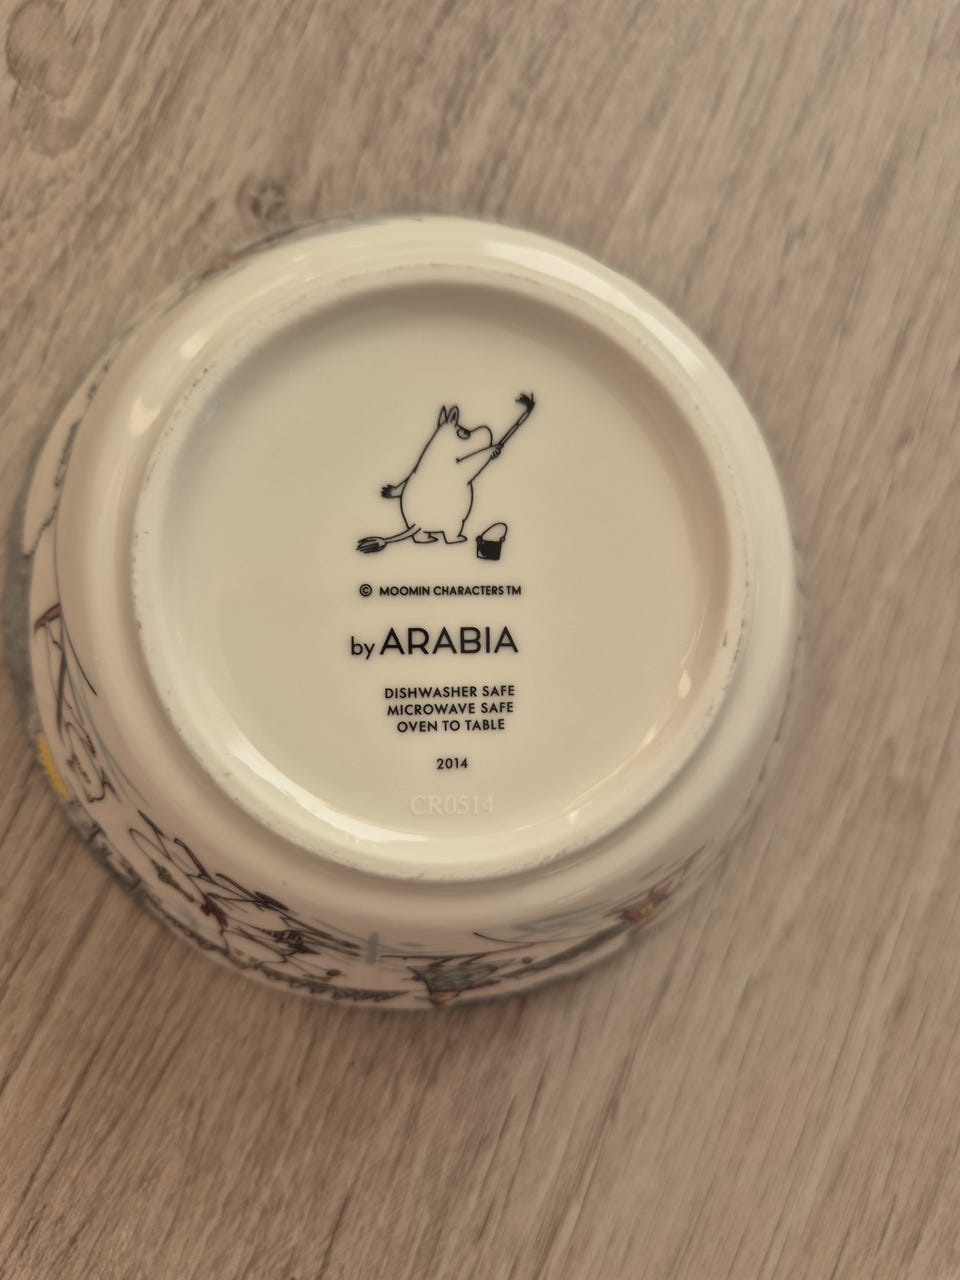 © MOOMIN CHARACTERS TM
by ARABIA
DISHWASHER SAFE
MICROWAVE SAFE
OVEN TO TABLE
2014
CR0514